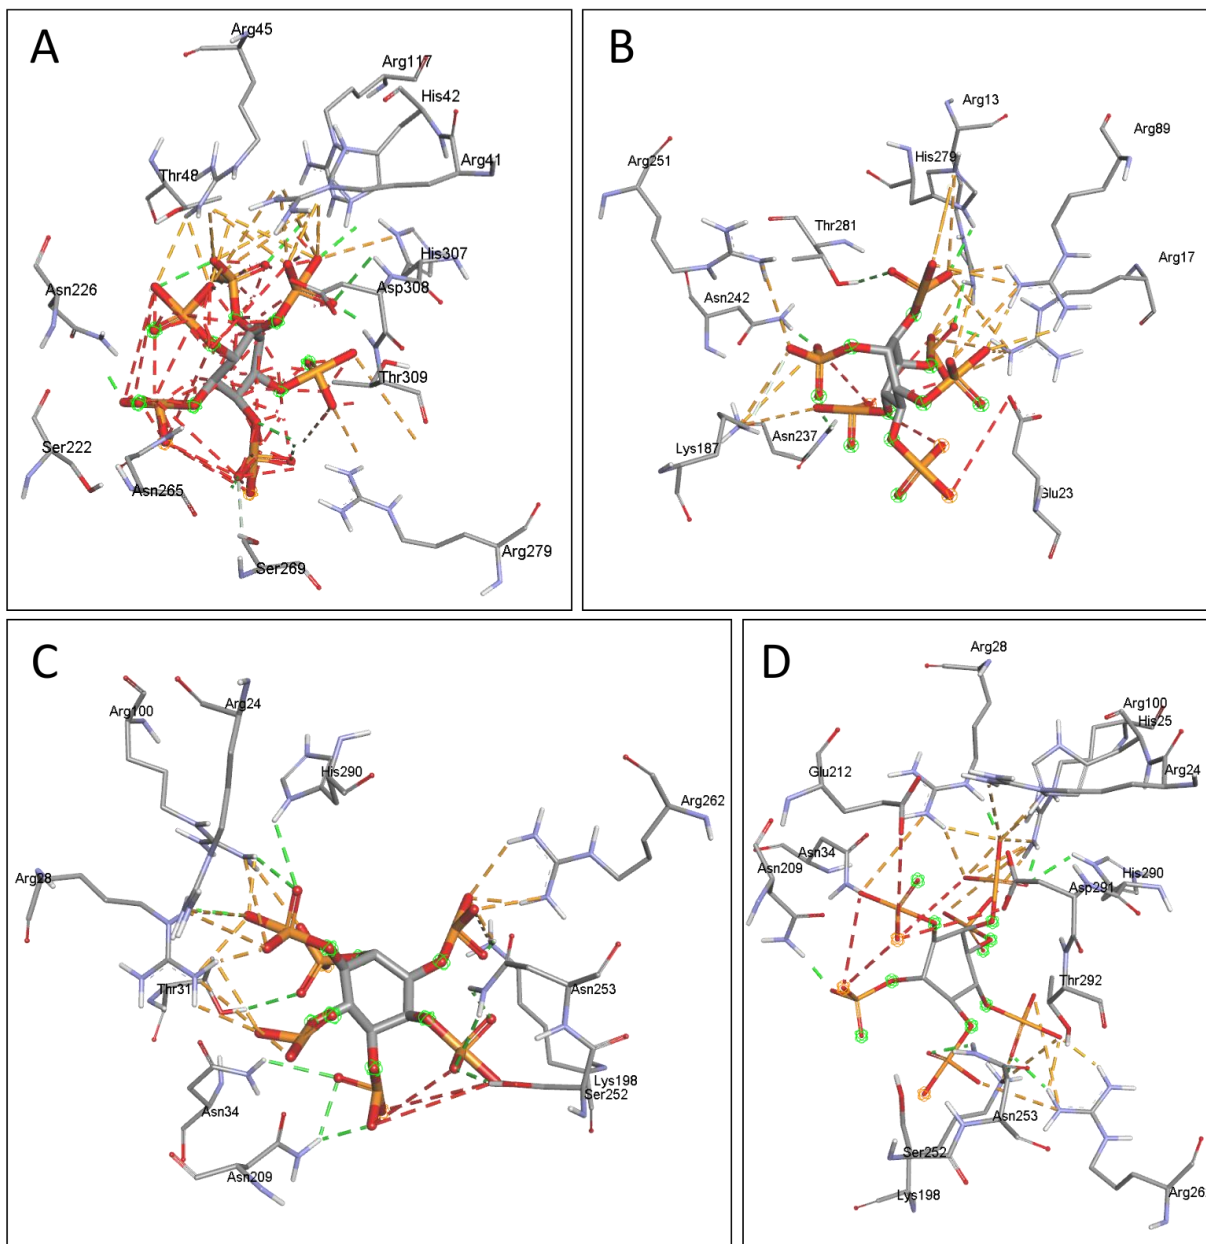 A
Arg45
Arg117
His42
Arg41
Thr48
His307
Asp308
Asn226
Thr309
Ser222
Asn265
Arg279
Ser269
B
Arg13
Arg89
Arg251
His279
Thr281
Arg17
Asn242
Lys187
Asn237
Glu23
C
Arg100
Arg24
His290
Arg262
Arg28
Thr31
Asn253
Lys198
Ser252
Asn34
Asn209
D
Arg28
Arg100
His25
Arg24
Glu212
Asn34
Asn209
His290
Asp291
Thr292
Asn253
Ser252
Lys198